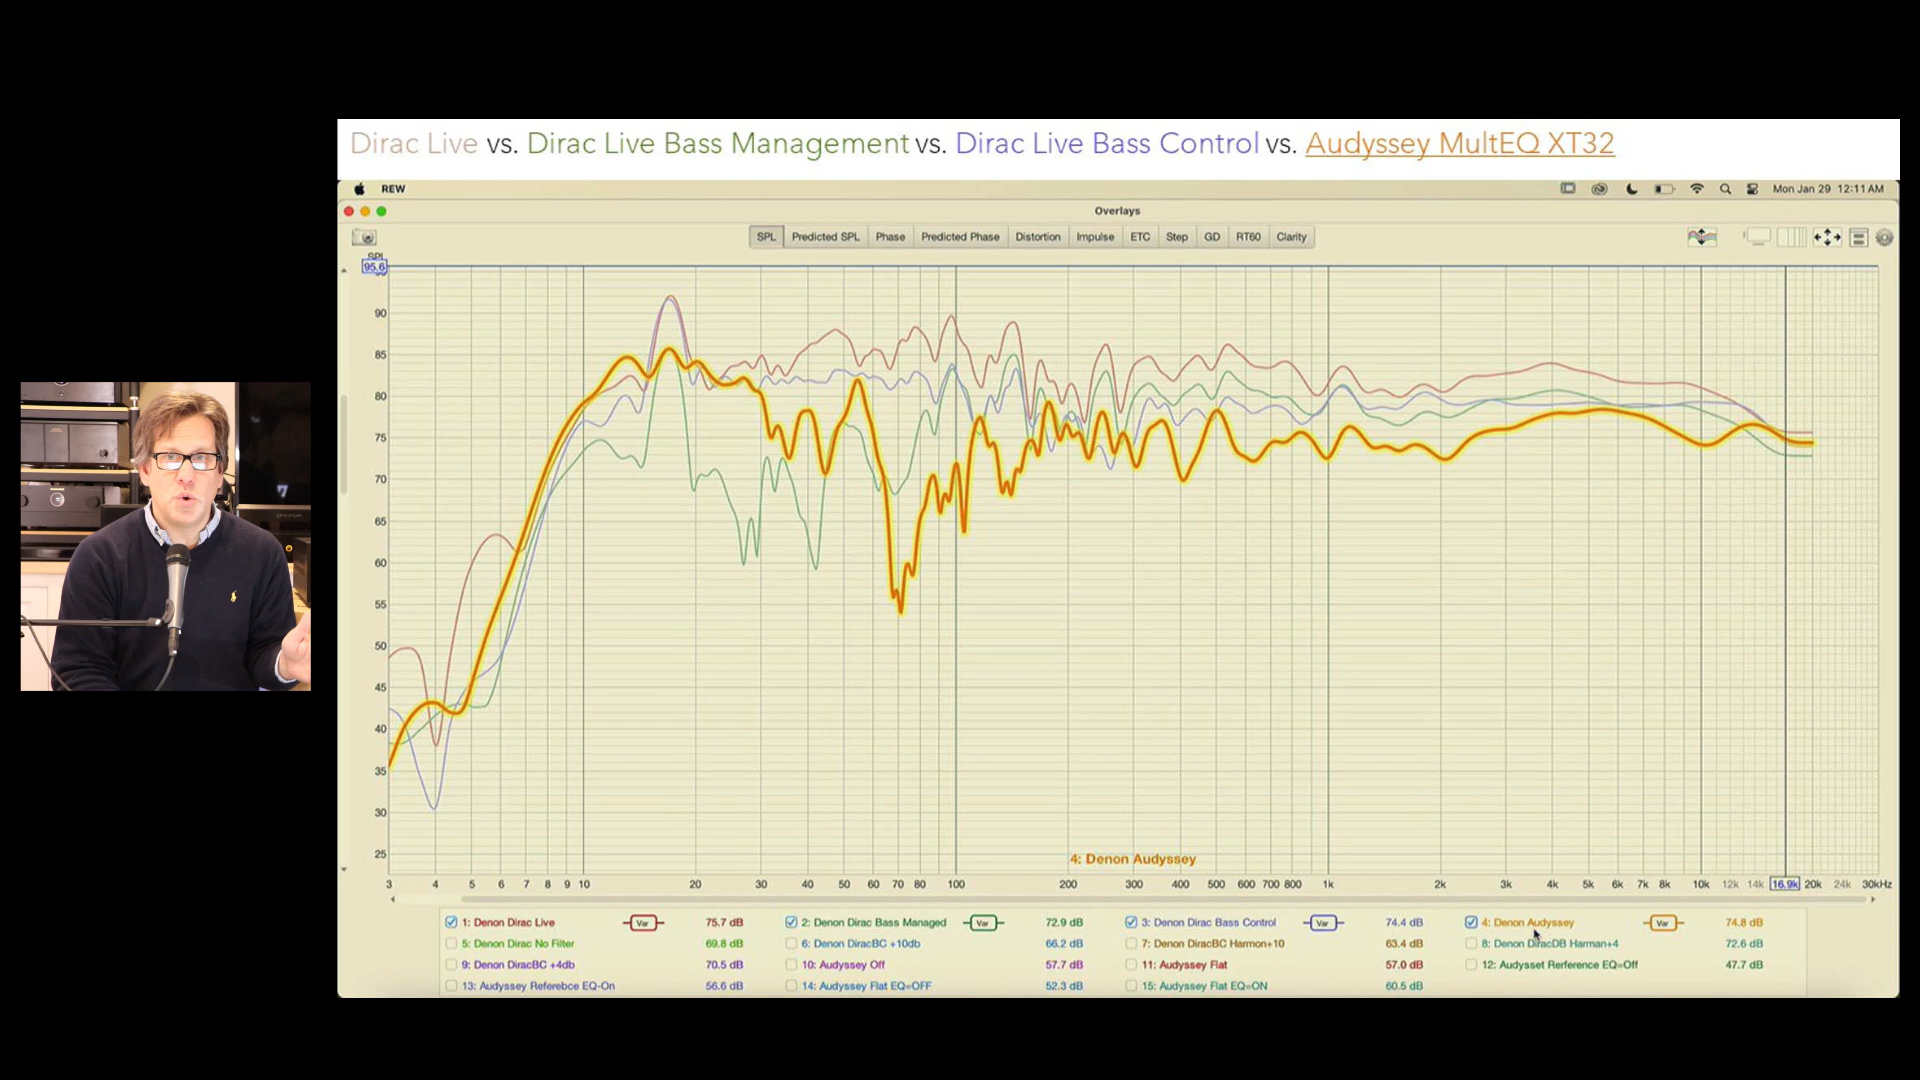 Dirac Live vs. Dirac Live Bass Management vs. Dirac Live Bass Control vs. Audyssey MultEQ XT32
REW
Mon Jan 29 12:11 AM
Overlays
SPL Predicted SPL Phase Predicted Phase Distortion Impulse ETC Step GD RT60 Clarity
SPL
95.6
90
85
80
75
70
65
60
55
50
45
40
35
30
25
4: Denon Audyssey
3 4 5 6 7 8 9 10 20 30 40 50 60 70 80 100 200 300 400 500 600 700 800 1k 2k 3k 4k 5k 6k 7k 8k 10k 12k 14k 16.9k 20k 24k 30kHz
1: Denon Dirac Live Var 75.7 dB 2: Denon Dirac Bass Managed Var 72.9 dB 3: Denon Dirac Bass Control Var 74.4 dB 4: Denon Audyssey Var 74.8 dB
5: Denon Dirac No Filter 69.8 dB 6: Denon DiracBC +10db 66.2 dB 7: Denon DiracBC Harmon+10 63.4 dB 8: Denon DiracDB Harman+4 72.6 dB
9: Denon DiracBC +4db 70.5 dB 10: Audyssey Off 57.7 dB 11: Audyssey Flat 57.0 dB 12: Audysset Rerference EQ=Off 47.7 dB
13: Audyssey Referebce EQ-On 56.6 dB 14: Audyssey Flat EQ=OFF 52.3 dB 15: Audyssey Flat EQ=ON 60.5 dB